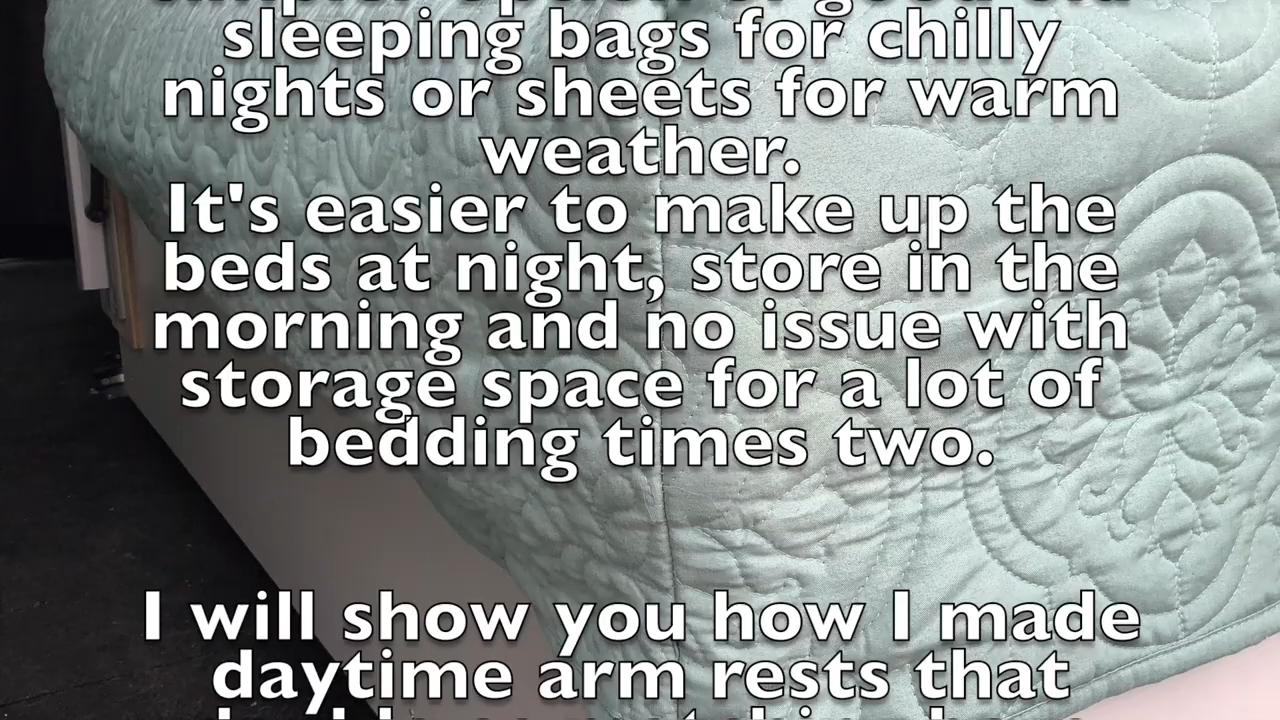 sleeping bags for chilly
nights or sheets for warm
weather.
It's easier to make up the
beds at night, store in the
morning and no issue with
storage space for a lot of
bedding times two.
I will show you how I made
daytime arm rests that